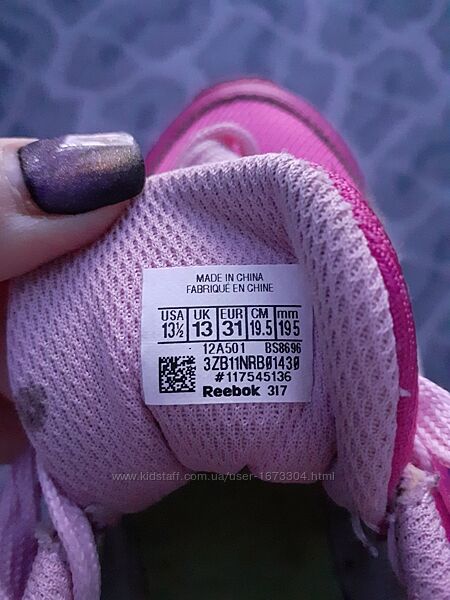 MADE IN CHINA
FABRIQUÉ EN CHINE
USA UK EUR CM mm
13½ 13 31 19.5 195
12A501 BS8696
3ZB11NRB01430
#117545136
Reebok 317
www.kidstaff.com.ua/user-1673304.html